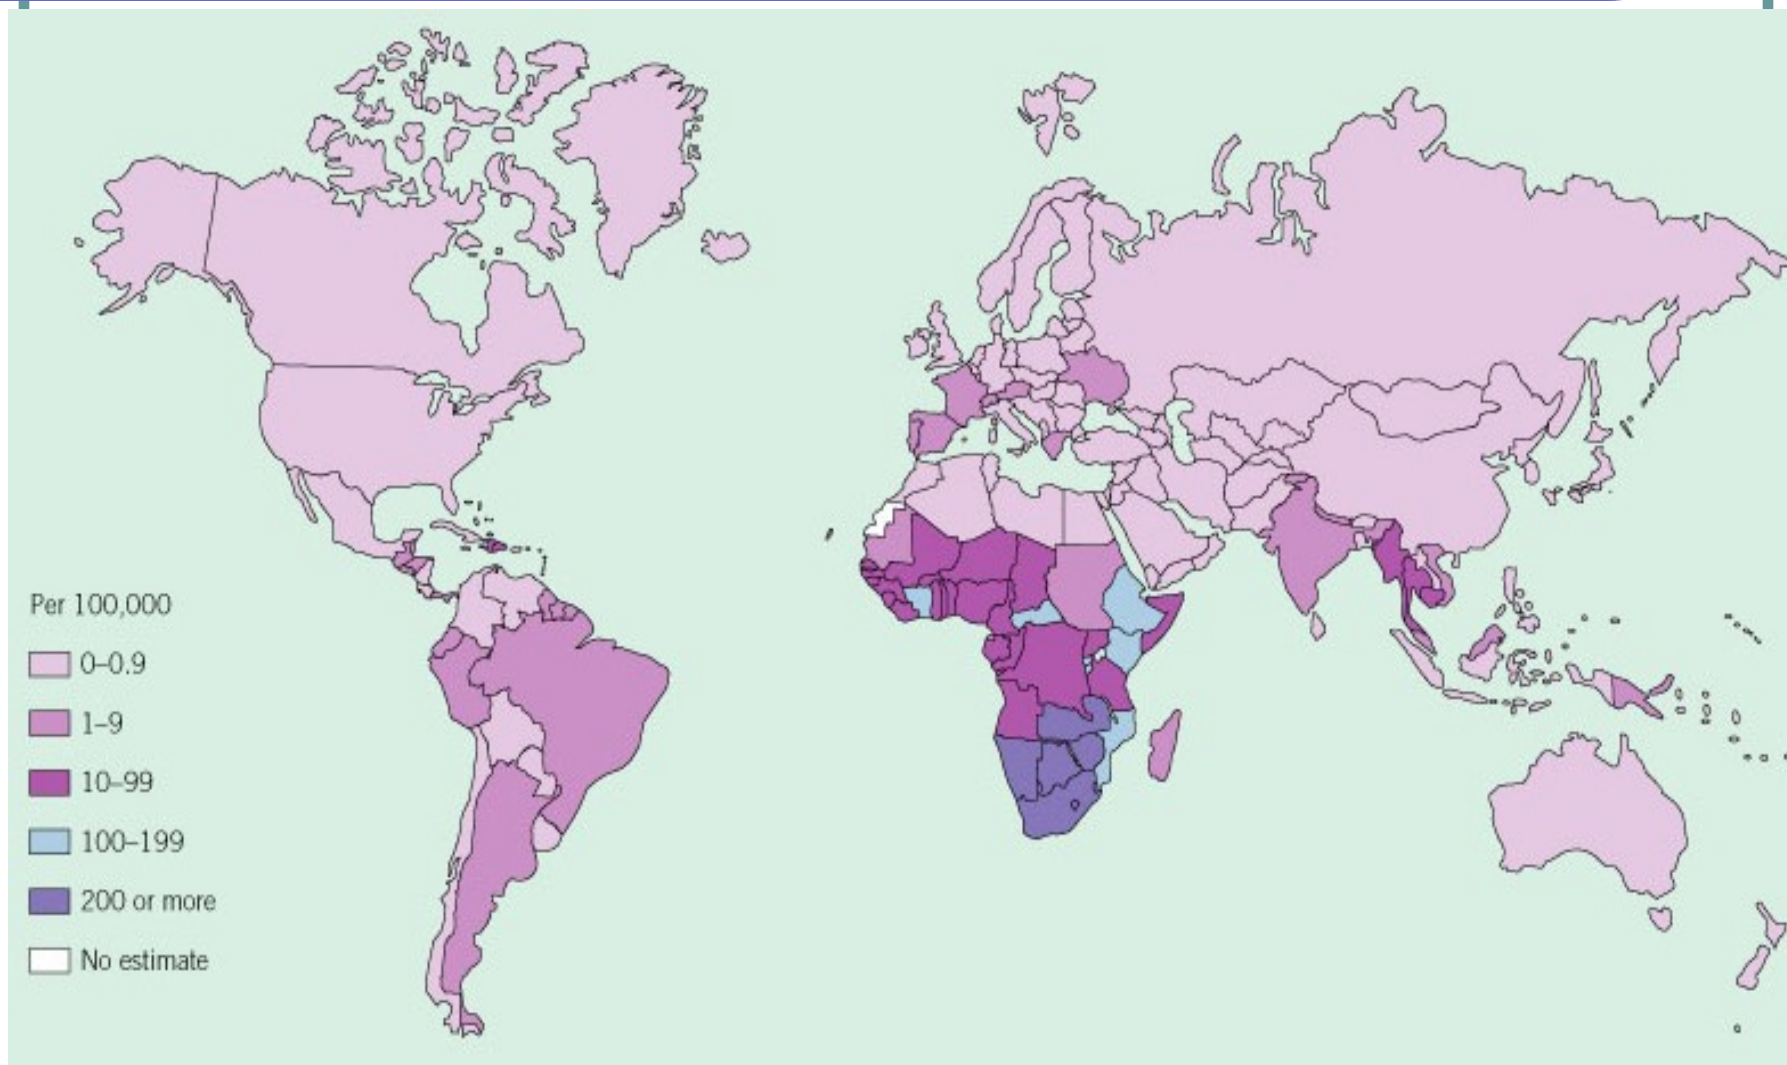 Per 100,000
0–0.9
1–9
10–99
100–199
200 or more
No estimate